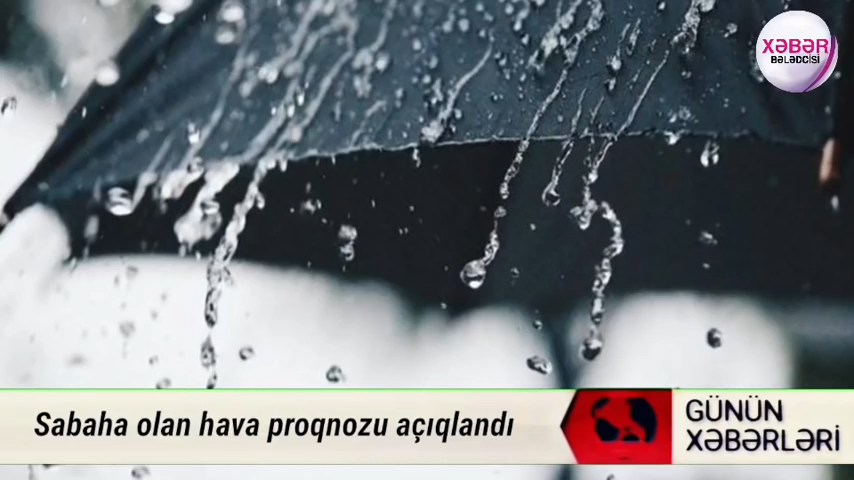 XƏBƏR
BƏLƏDCİSİ
Sabaha olan hava proqnozu açıqlandı
GÜNÜN
XƏBƏRLƏRİ